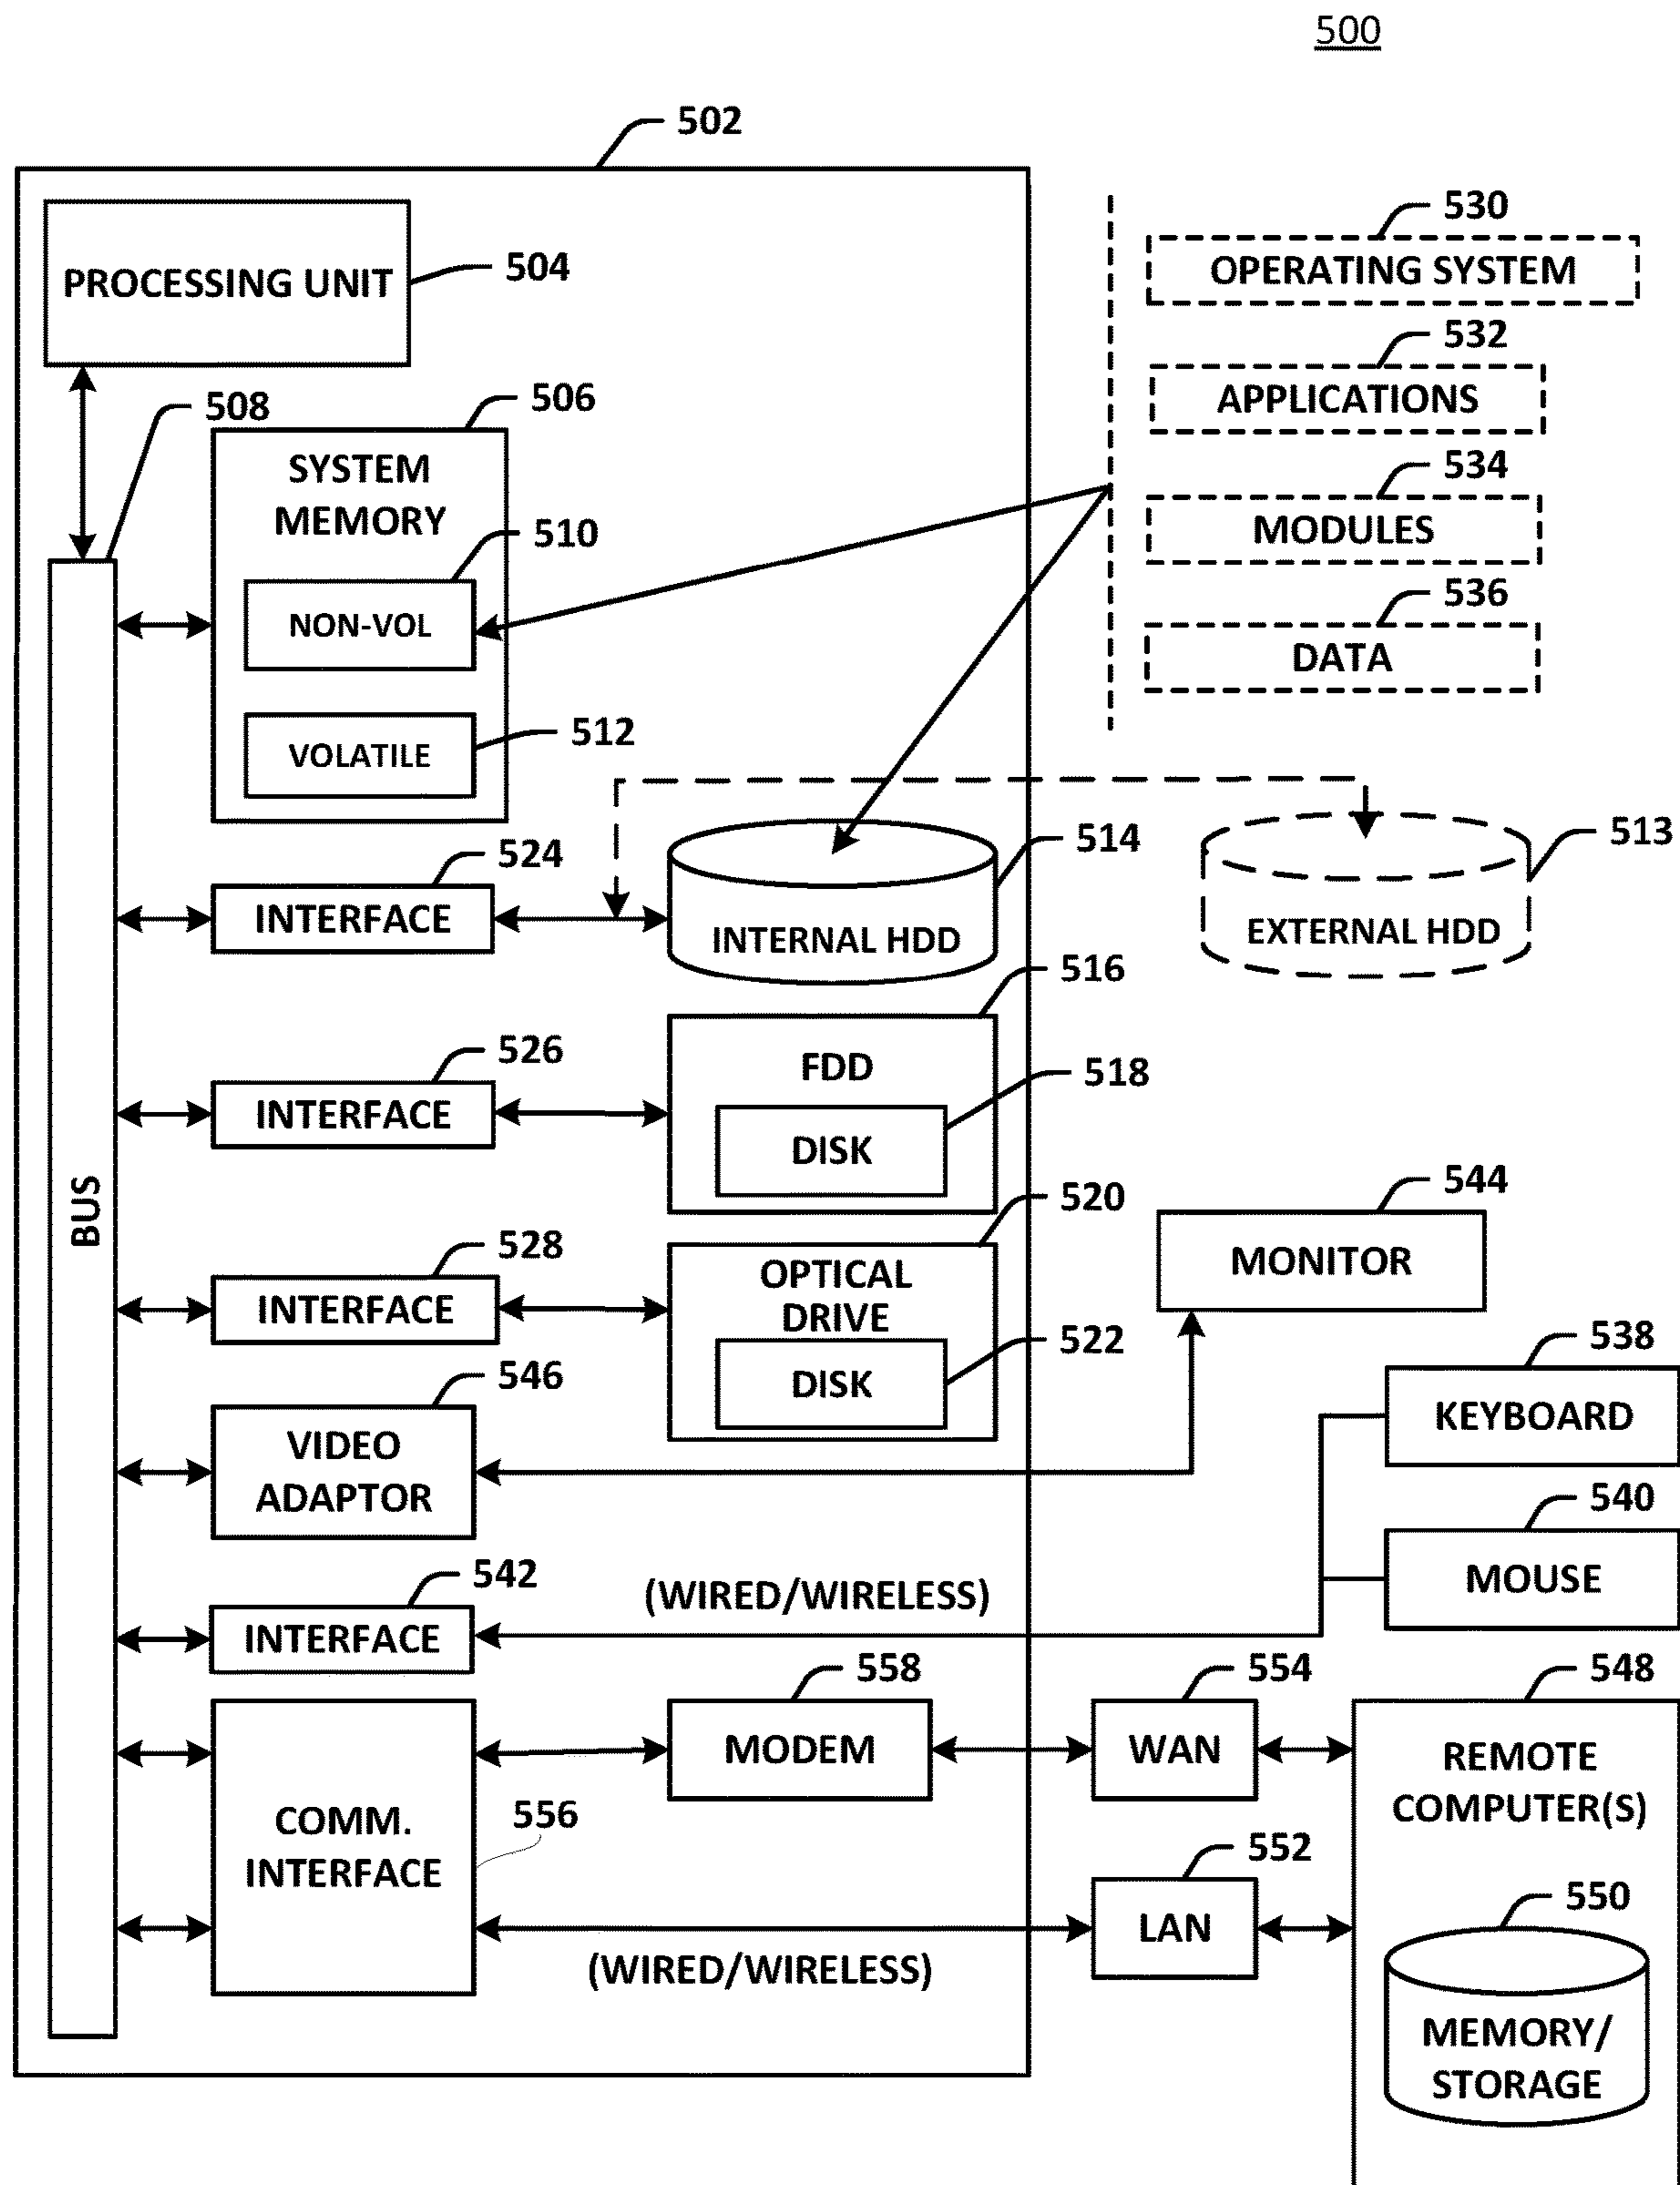 500
502
PROCESSING UNIT
504
530
OPERATING SYSTEM
532
APPLICATIONS
534
MODULES
536
DATA
508
506
SYSTEM
MEMORY
510
NON-VOL
512
VOLATILE
BUS
524
INTERFACE
514
INTERNAL HDD
513
EXTERNAL HDD
526
INTERFACE
516
FDD
518
DISK
528
INTERFACE
520
OPTICAL
DRIVE
522
DISK
544
MONITOR
546
VIDEO
ADAPTOR
538
KEYBOARD
540
MOUSE
542
INTERFACE
(WIRED/WIRELESS)
COMM.
INTERFACE
556
558
MODEM
554
WAN
552
LAN
(WIRED/WIRELESS)
548
REMOTE
COMPUTER(S)
550
MEMORY/
STORAGE